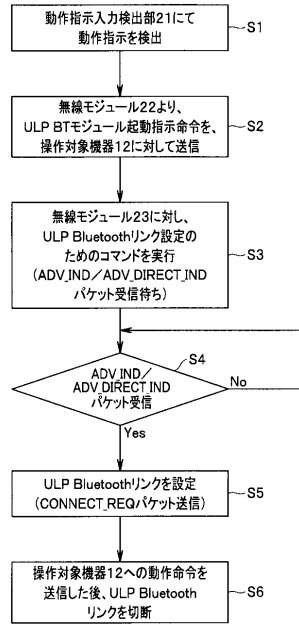 動作指示入力検出部21にて
動作指示を検出
S1
無線モジュール22より、
ULP BTモジュール起動指示命令を、
操作対象機器12に対して送信
S2
無線モジュール23に対し、
ULP Bluetoothリンク設定の
ためのコマンドを実行
(ADV_IND/ADV_DIRECT_IND
パケット受信待ち)
S3
S4
ADV_IND/
ADV_DIRECT_IND
パケット受信
No
Yes
ULP Bluetoothリンクを設定
(CONNECT_REQパケット送信)
S5
操作対象機器12への動作命令を
送信した後、ULP Bluetooth
リンクを切断
S6